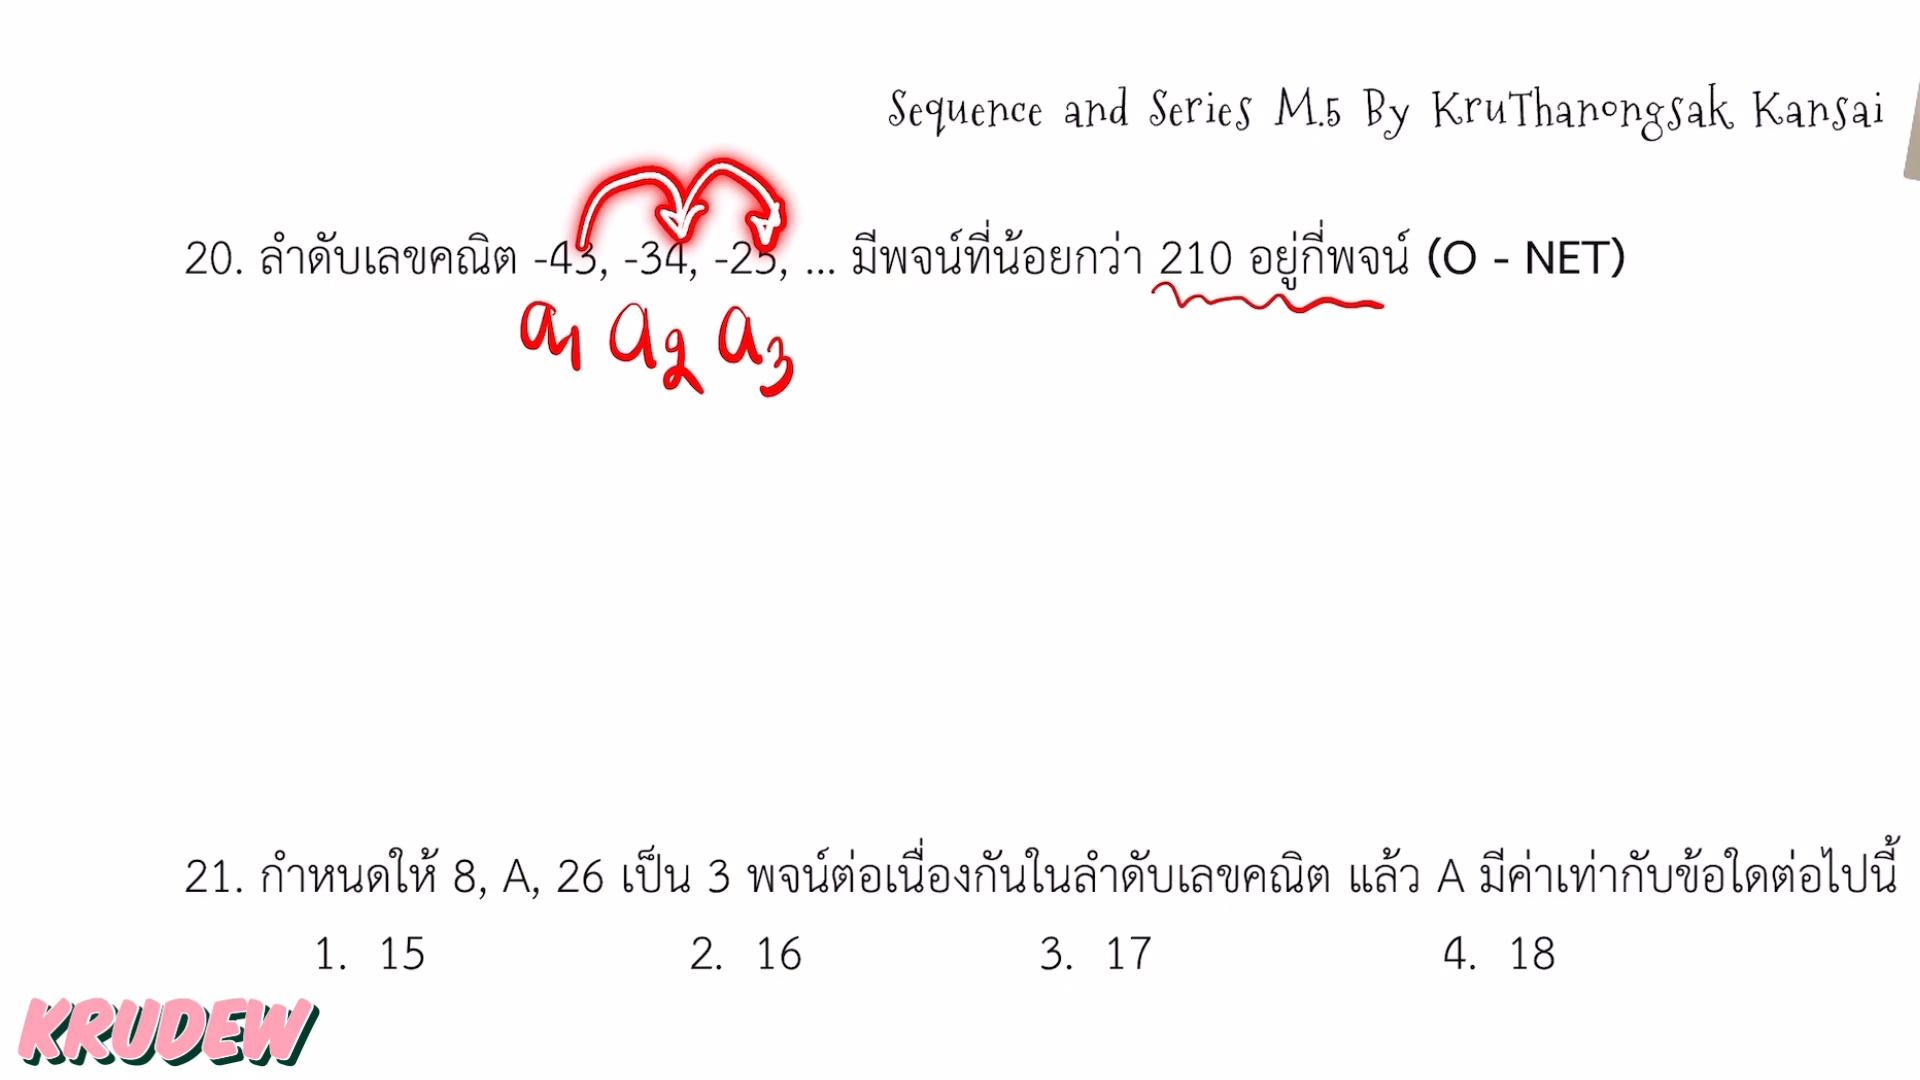 Sequence and Series M.5 By KruThanongsak Kansai
20. ลำดับเลขคณิต -43, -34, -25, ... มีพจน์ที่น้อยกว่า 210 อยู่กี่พจน์ (O - NET)
a1 a2 a3
21. กำหนดให้ 8, A, 26 เป็น 3 พจน์ต่อเนื่องกันในลำดับเลขคณิต แล้ว A มีค่าเท่ากับข้อใดต่อไปนี้
1. 15 2. 16 3. 17 4. 18
KRUDEW